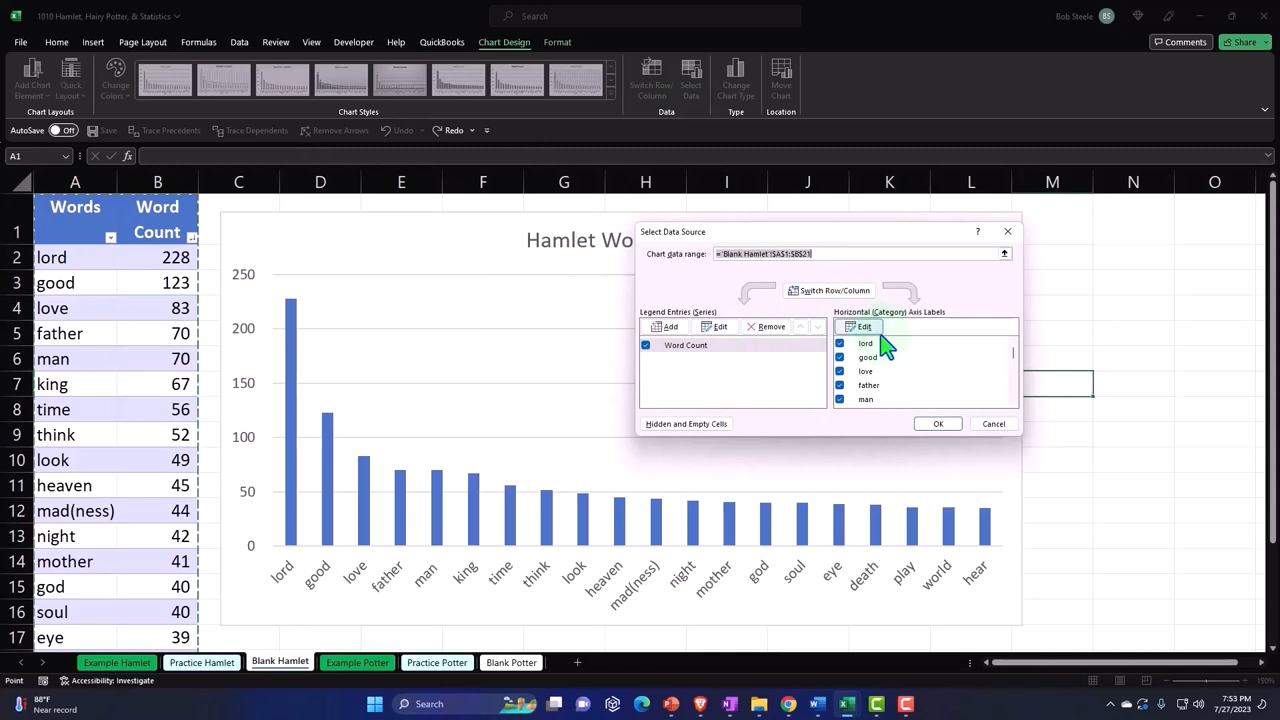 1010 Hamlet, Hairy Potter, & Statistics
Search
Bob Steele
BS
File Home Insert Page Layout Formulas Data Review View Developer Help QuickBooks Chart Design Format
Comments
Share
Add Chart Element
Quick Layout
Change Colors
Switch Row/ Column
Select Data
Change Chart Type
Move Chart
Chart Layouts
Chart Styles
Data
Type
Location
AutoSave Off Save Trace Precedents Trace Dependents Remove Arrows Undo Redo
A1
fx
A B C D E F G H I J K L M N O
1 Words Word Count
2 lord 228
3 good 123
4 love 83
5 father 70
6 man 70
7 king 67
8 time 56
9 think 52
10 look 49
11 heaven 45
12 mad(ness) 44
13 night 42
14 mother 41
15 god 40
16 soul 40
17 eye 39
Hamlet Wo
250
200
150
100
50
0
lord good love father man king time think look heaven mad(ness) night mother god soul eye death play world hear
Select Data Source
?
Chart data range: ='Blank Hamlet'!$A$1:$B$21
Switch Row/Column
Legend Entries (Series)
Add Edit Remove
Word Count
Horizontal (Category) Axis Labels
Edit
lord
good
love
father
man
Hidden and Empty Cells
OK
Cancel
Example Hamlet Practice Hamlet Blank Hamlet Example Potter Practice Potter Blank Potter
Point Accessibility: Investigate
190%
88°F
Near record
Search
7:53 PM
7/27/2023